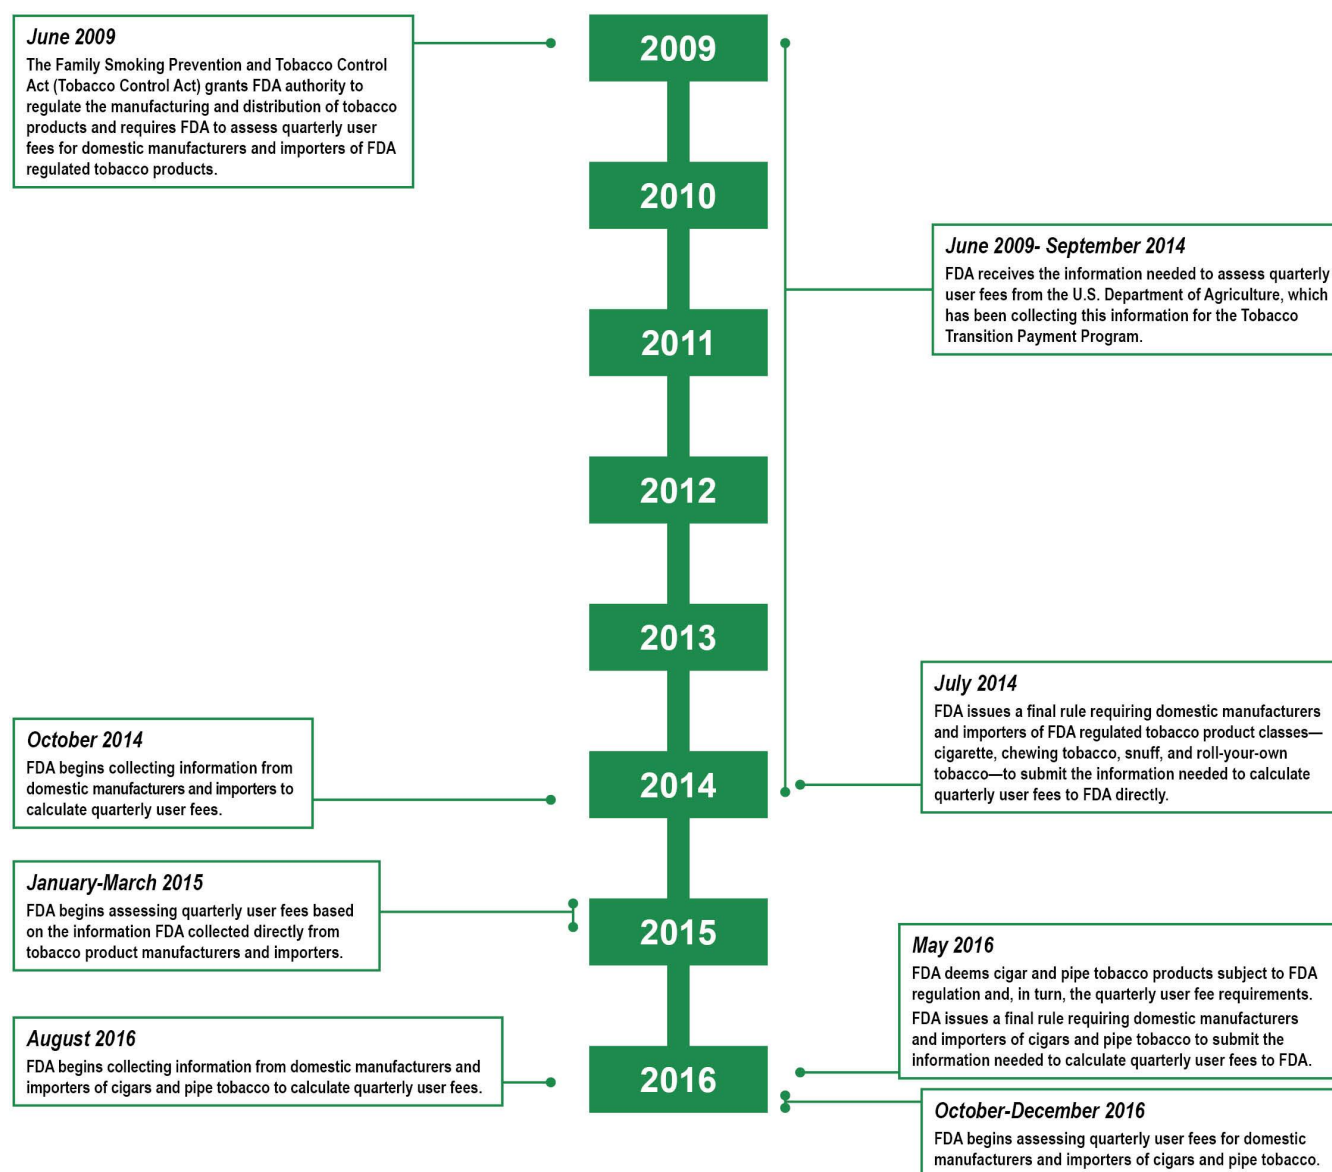 June 2009
The Family Smoking Prevention and Tobacco Control
Act (Tobacco Control Act) grants FDA authority to
regulate the manufacturing and distribution of tobacco
products and requires FDA to assess quarterly user
fees for domestic manufacturers and importers of FDA
regulated tobacco products.
2009
2010
June 2009- September 2014
FDA receives the information needed to assess quarterly
user fees from the U.S. Department of Agriculture, which
has been collecting this information for the Tobacco
Transition Payment Program.
2011
2012
2013
July 2014
FDA issues a final rule requiring domestic manufacturers
and importers of FDA regulated tobacco product classes—
cigarette, chewing tobacco, snuff, and roll-your-own
tobacco—to submit the information needed to calculate
quarterly user fees to FDA directly.
October 2014
FDA begins collecting information from
domestic manufacturers and importers to
calculate quarterly user fees.
2014
January-March 2015
FDA begins assessing quarterly user fees based
on the information FDA collected directly from
tobacco product manufacturers and importers.
2015
May 2016
FDA deems cigar and pipe tobacco products subject to FDA
regulation and, in turn, the quarterly user fee requirements.
FDA issues a final rule requiring domestic manufacturers
and importers of cigars and pipe tobacco to submit the
information needed to calculate quarterly user fees to FDA.
August 2016
FDA begins collecting information from domestic manufacturers and
importers of cigars and pipe tobacco to calculate quarterly user fees.
2016
October-December 2016
FDA begins assessing quarterly user fees for domestic
manufacturers and importers of cigars and pipe tobacco.